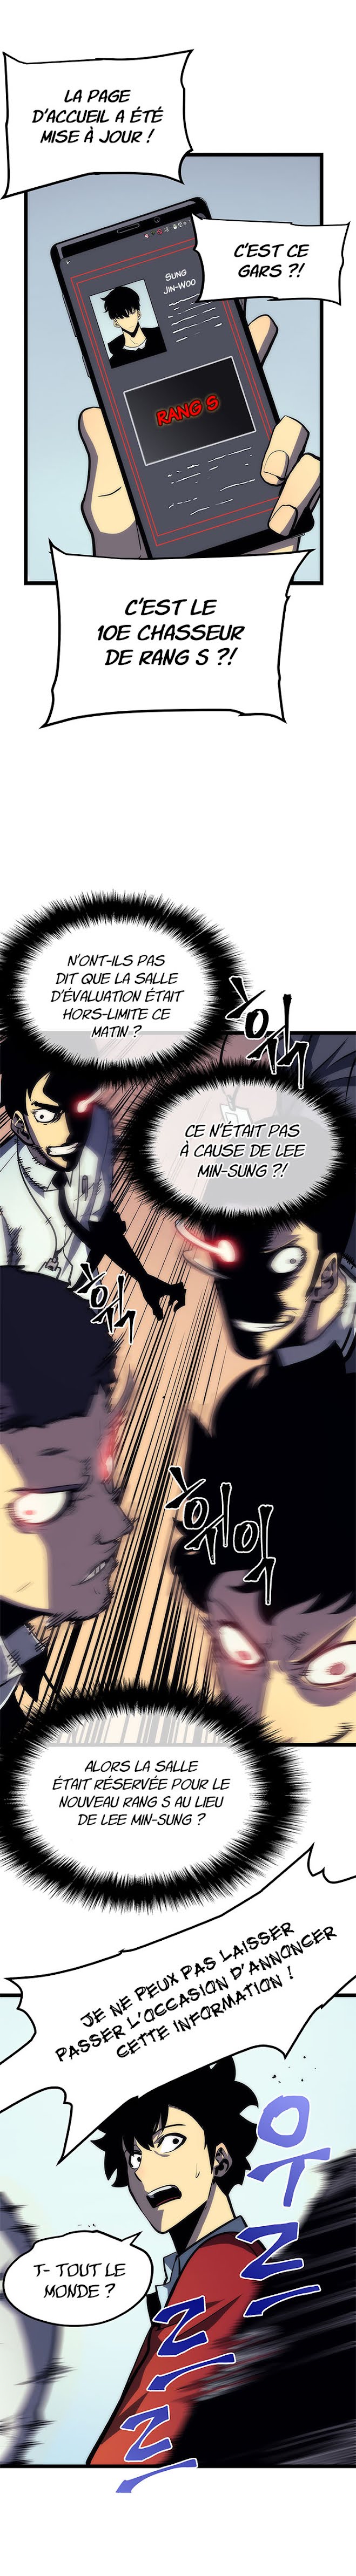 LA PAGE
D'ACCUEIL A ÉTÉ
MISE À JOUR !
C'EST CE
GARS ?!
SUNG
JIN-WOO
RANG S
C'EST LE
10E CHASSEUR
DE RANG S ?!
N'ONT-ILS PAS
DIT QUE LA SALLE
D'ÉVALUATION ÉTAIT
HORS-LIMITE CE
MATIN ?
CE N'ÉTAIT PAS
À CAUSE DE LEE
MIN-SUNG ?!
ALORS LA SALLE
ÉTAIT RÉSERVÉE POUR LE
NOUVEAU RANG S AU LIEU
DE LEE MIN-SUNG ?
JE NE PEUX PAS LAISSER
PASSER L'OCCASION D'ANNONCER
CETTE INFORMATION !
우
T- TOUT LE
MONDE ?